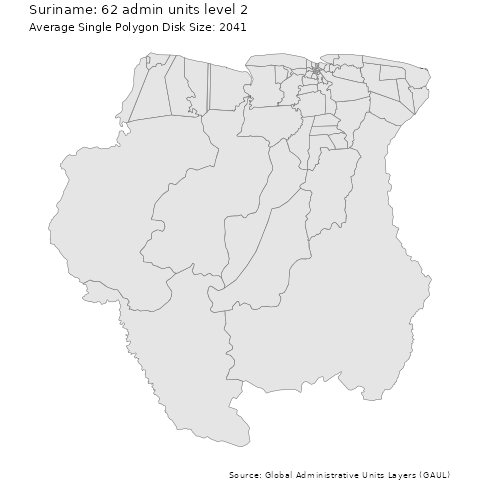 Suriname: 62 admin units level 2
Average Single Polygon Disk Size: 2041
Source: Global Administrative Units Layers (GAUL)